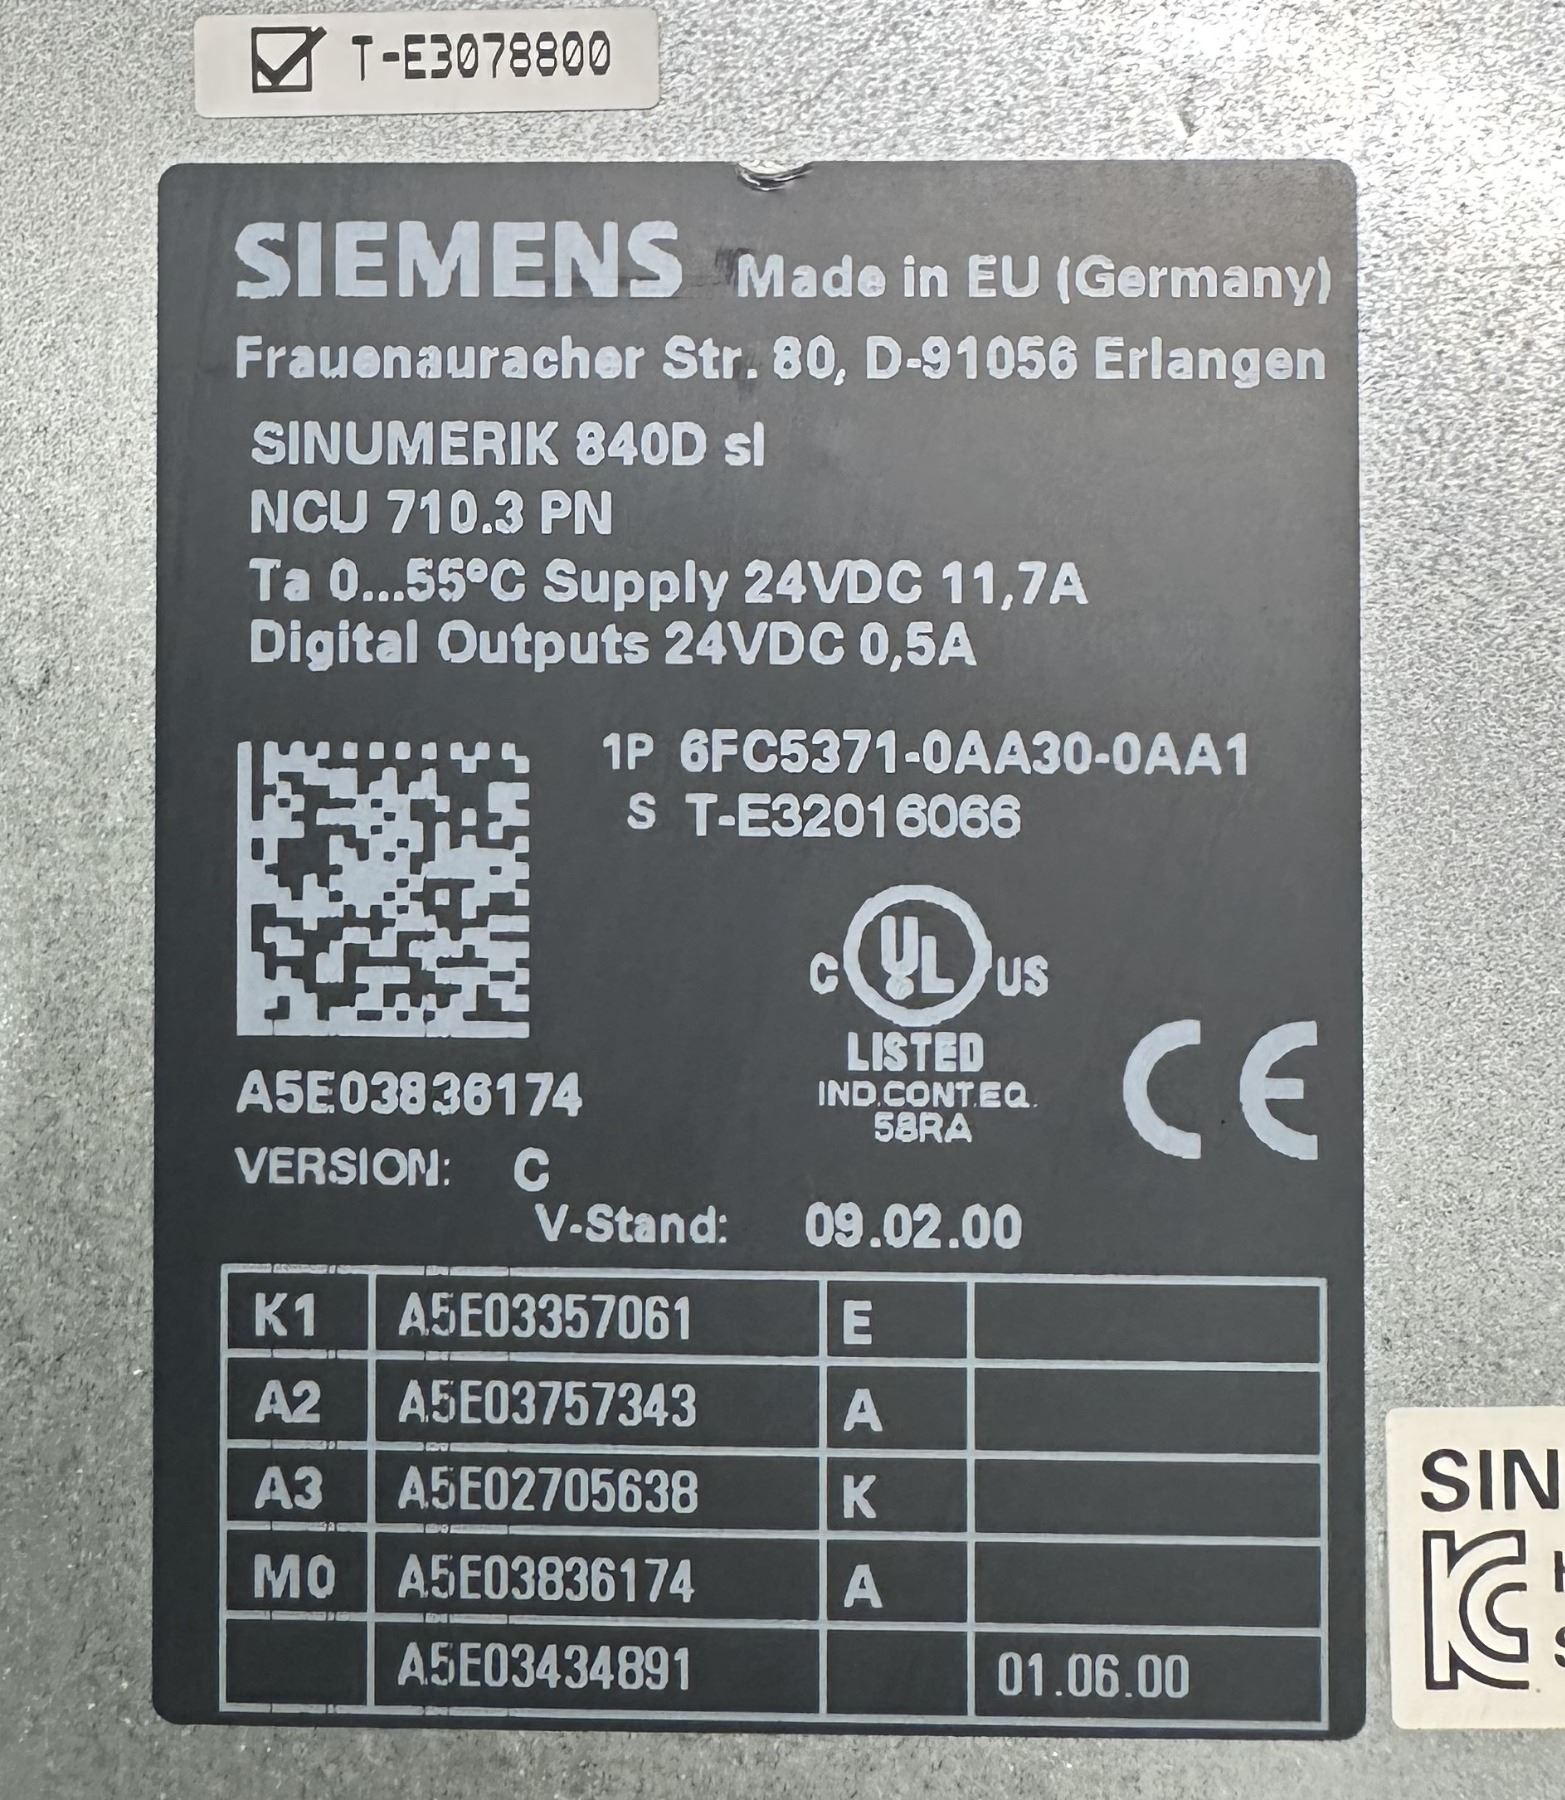 T-E3078800
SIEMENS Made in EU (Germany)
Frauenauracher Str. 80, D-91056 Erlangen
SINUMERIK 840D sl
NCU 710.3 PN
Ta 0...55°C Supply 24VDC 11,7A
Digital Outputs 24VDC 0,5A
1P 6FC5371-0AA30-0AA1
S T-E32016066
C UL US
LISTED
IND.CONT.EQ.
58RA
CE
A5E03836174
VERSION: C
V-Stand: 09.02.00
K1 A5E03357061 E
A2 A5E03757343 A
A3 A5E02705638 K
M0 A5E03836174 A
A5E03434891 01.06.00
SIN